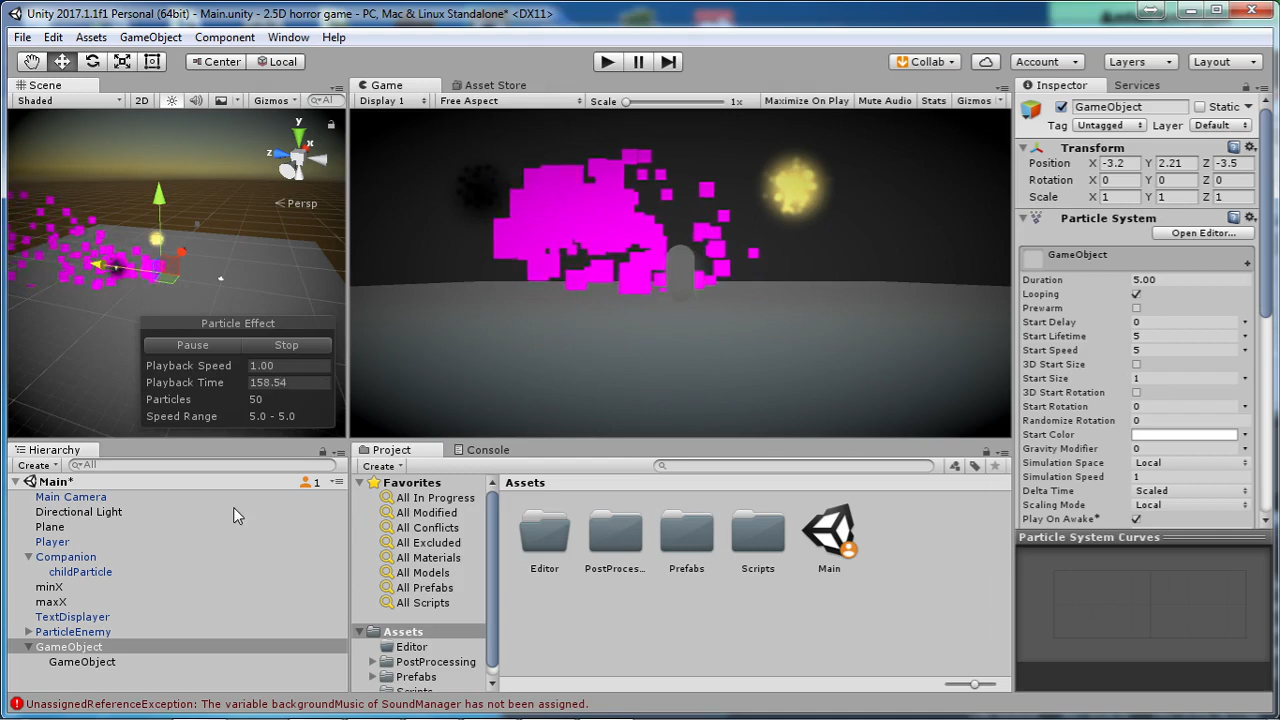 Unity 2017.1.1f1 Personal (64bit) - Main.unity - 2.5D horror game - PC, Mac & Linux Standalone* <DX11>
File Edit Assets GameObject Component Window Help
Center Local Collab Account Layers Layout
Scene Game Asset Store Inspector Services
Shaded 2D Gizmos Al Display 1 Free Aspect Scale 1x Maximize On Play Mute Audio Stats Gizmos
GameObject Static
Tag Untagged Layer Default
y
x
z
Persp
Transform
Position X -3.2 Y 2.21 Z -3.5
Rotation X 0 Y 0 Z 0
Scale X 1 Y 1 Z 1
Particle System
Open Editor...
GameObject
Duration 5.00
Looping
Prewarm
Start Delay 0
Start Lifetime 5
Start Speed 5
3D Start Size
Start Size 1
3D Start Rotation
Start Rotation 0
Randomize Rotation 0
Start Color
Gravity Modifier 0
Simulation Space Local
Simulation Speed 1
Delta Time Scaled
Scaling Mode Local
Play On Awake*
Particle System Curves
Particle Effect
Pause Stop
Playback Speed 1.00
Playback Time 158.54
Particles 50
Speed Range 5.0 - 5.0
Hierarchy
Create All
Main* 1
Main Camera
Directional Light
Plane
Player
Companion
childParticle
minX
maxX
TextDisplayer
ParticleEnemy
GameObject
GameObject
Project Console
Create
Favorites
All In Progress
All Modified
All Conflicts
All Excluded
All Materials
All Models
All Prefabs
All Scripts
Assets
Editor
PostProcessing
Prefabs
Scripts
Assets
Editor PostProces... Prefabs Scripts Main
UnassignedReferenceException: The variable backgroundMusic of SoundManager has not been assigned.